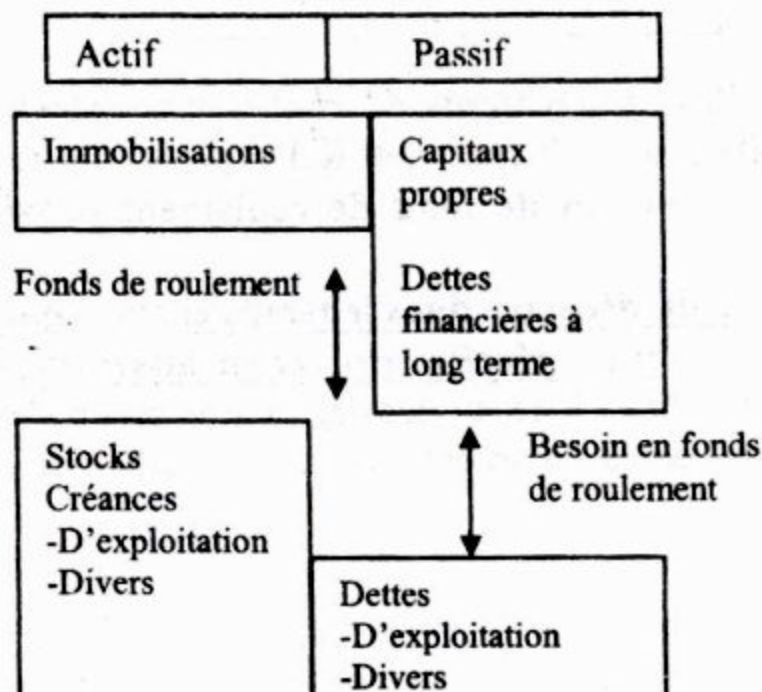 Actif
Passif
Immobilisations
Capitaux
propres
Fonds de roulement
Dettes
financières à
long terme
Stocks
Créances
-D'exploitation
-Divers
Besoin en fonds
de roulement
Dettes
-D'exploitation
-Divers